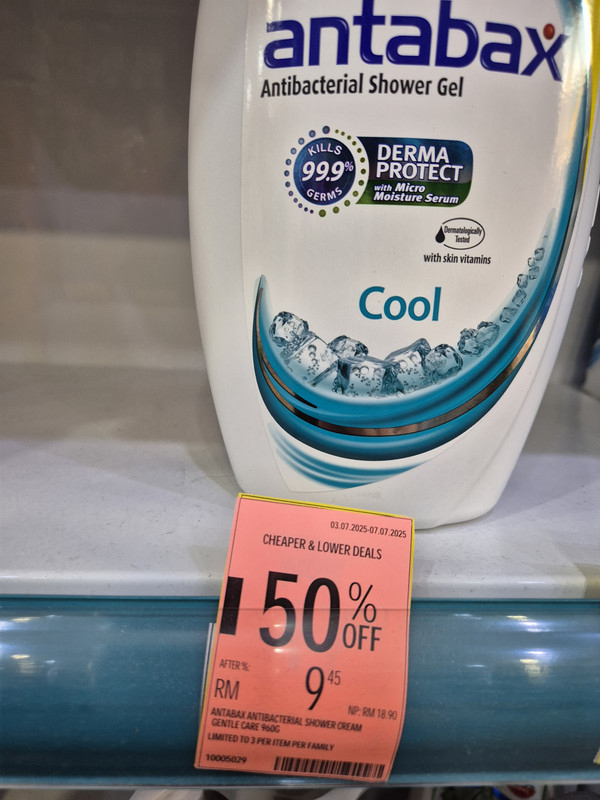 antabax
Antibacterial Shower Gel
KILLS
99.9%
GERMS
DERMA
PROTECT
with Micro
Moisture Serum
Dermatologically
Tested
with skin vitamins
Cool
03.07.2025-07.07.2025
CHEAPER & LOWER DEALS
50% OFF
AFTER %:
RM 9 45
NP: RM 18.90
ANTABAX ANTIBACTERIAL SHOWER CREAM
GENTLE CARE 960G
LIMITED TO 3 PER ITEM PER FAMILY
10005029